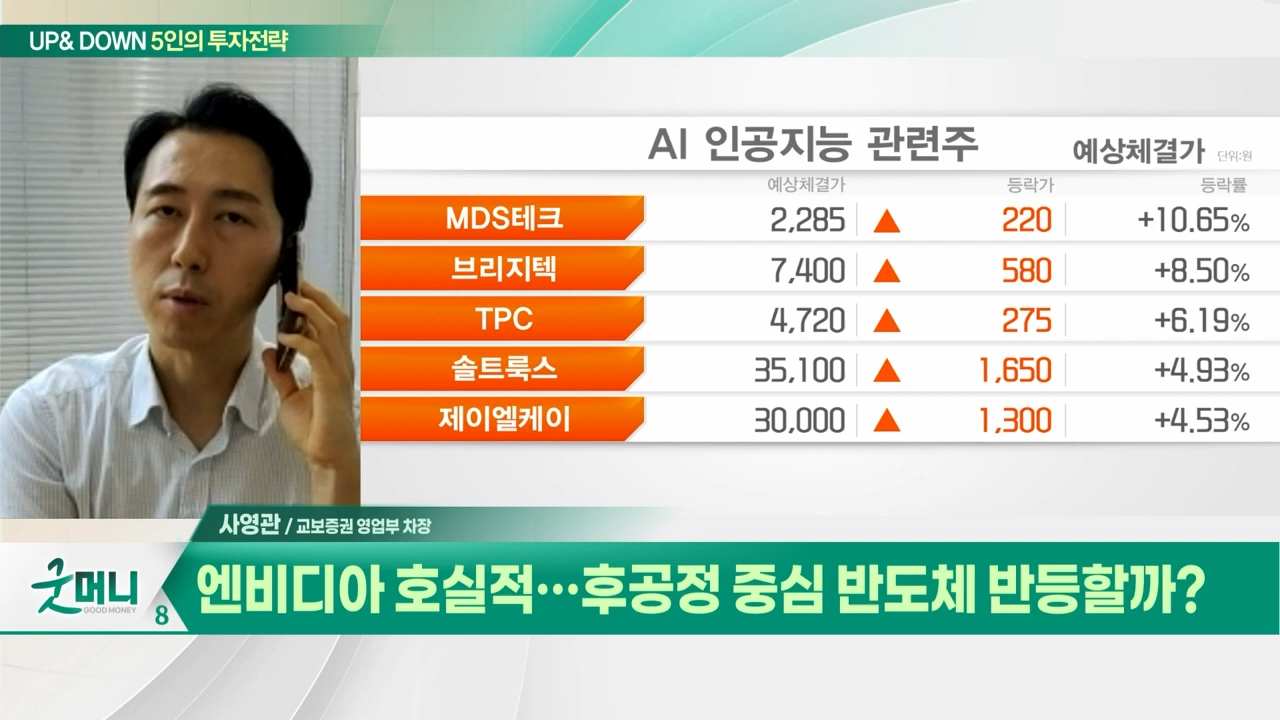 UP& DOWN 5인의 투자전략
AI 인공지능 관련주
예상체결가 단위:원
예상체결가 등락가 등락률
MDS테크 2,285 ▲ 220 +10.65%
브리지텍 7,400 ▲ 580 +8.50%
TPC 4,720 ▲ 275 +6.19%
솔트룩스 35,100 ▲ 1,650 +4.93%
제이엘케이 30,000 ▲ 1,300 +4.53%
사영관 / 교보증권 영업부 차장
굿머니
GOOD MONEY
8
엔비디아 호실적…후공정 중심 반도체 반등할까?